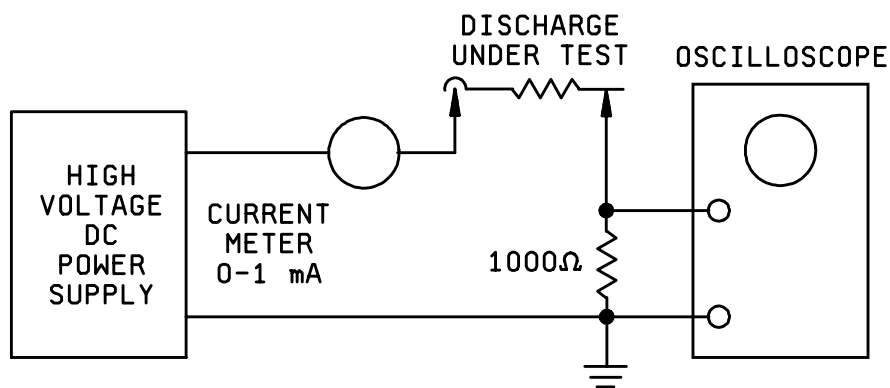 DISCHARGE
UNDER TEST
OSCILLOSCOPE
HIGH
VOLTAGE
DC
POWER
SUPPLY
CURRENT
METER
0-1 mA
1000Ω